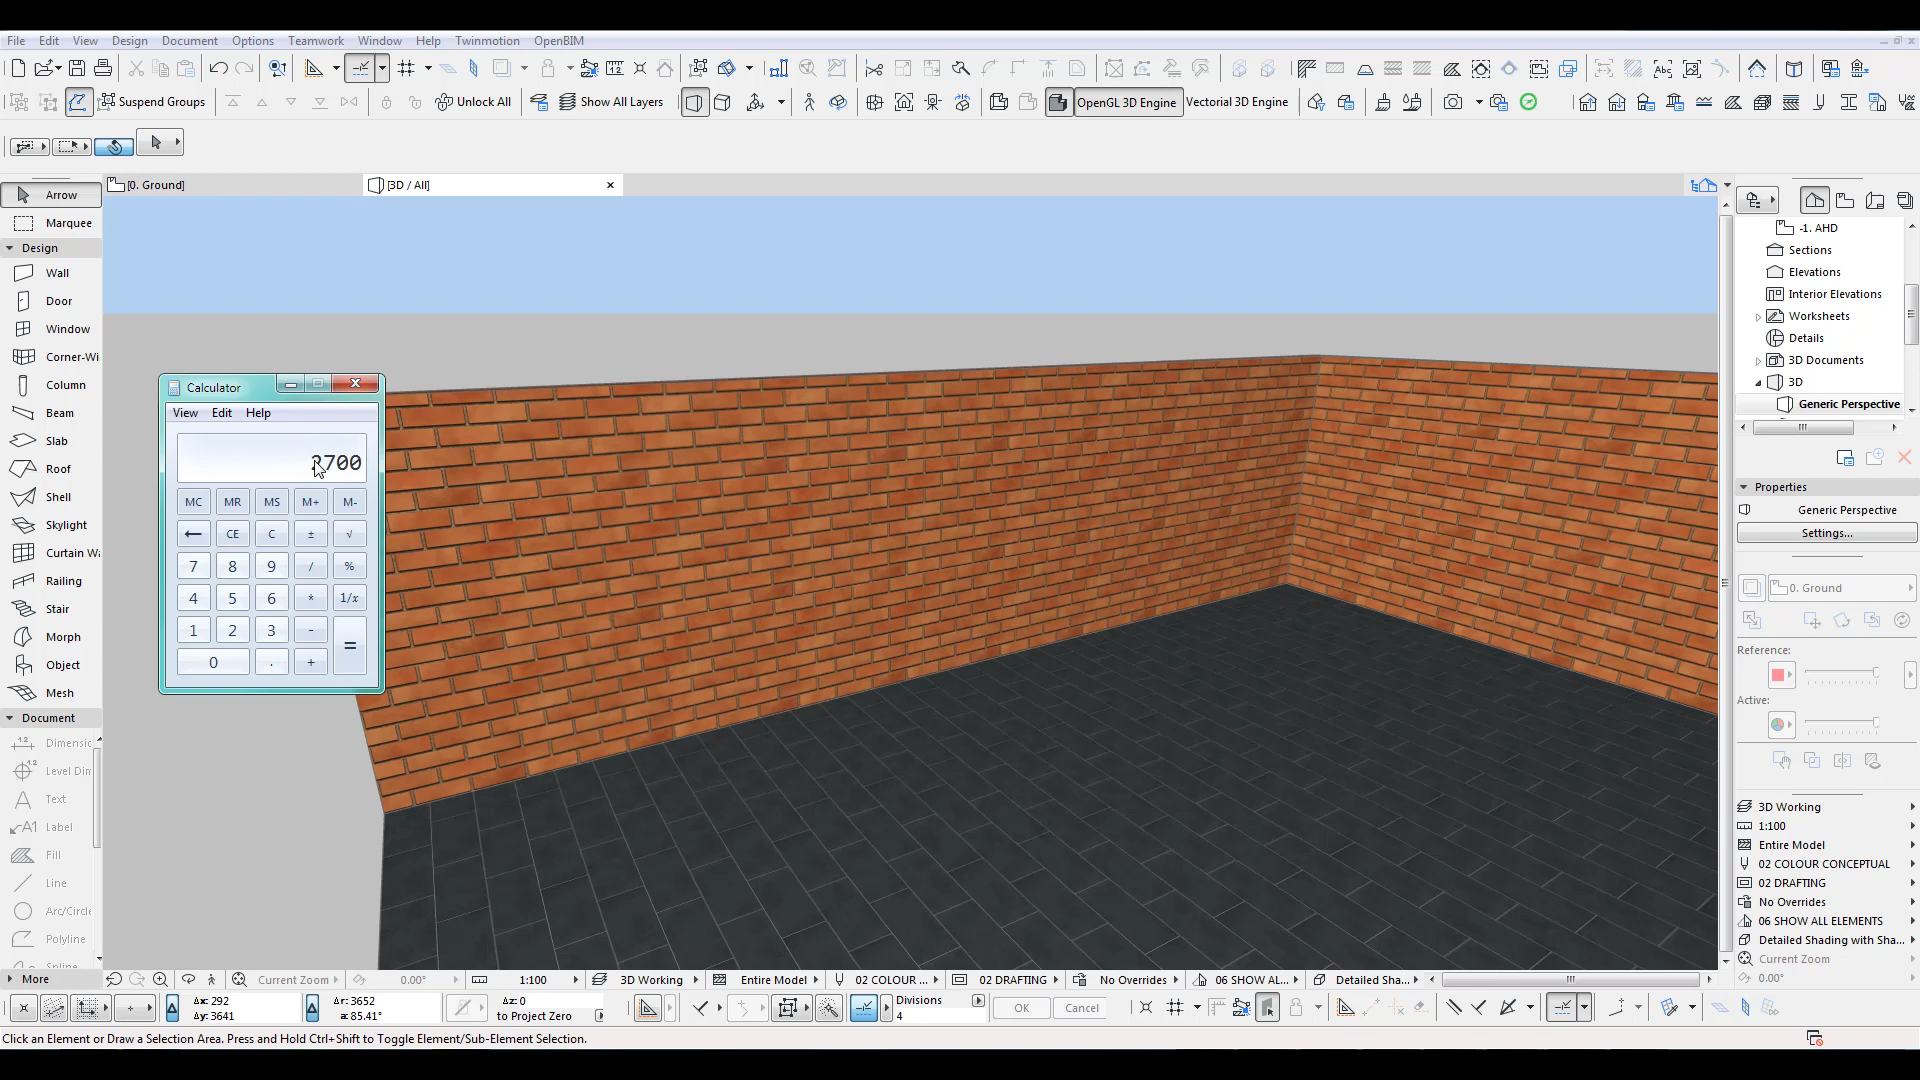 File Edit View Design Document Options Teamwork Window Help Twinmotion OpenBIM
Suspend Groups Unlock All Show All Layers OpenGL 3D Engine Vectorial 3D Engine
[0. Ground] [3D / All]
Arrow
Marquee
Design
Wall
Door
Window
Corner-Wi
Column
Beam
Slab
Roof
Shell
Skylight
Curtain Wa
Railing
Stair
Morph
Object
Mesh
Document
Dimensic
Level Din
Text
A1 Label
Fill
Line
Arc/Circle
Polyline
More
Calculator
View Edit Help
MC MR MS M+ M-
← CE C ± √
7 8 9 / %
4 5 6 * 1/x
1 2 3 - =
0 . +
-1. AHD
Sections
Elevations
Interior Elevations
Worksheets
Details
3D Documents
3D
Generic Perspective
Properties
Generic Perspective
Settings...
0. Ground
Reference:
Active:
3D Working
1:100
Entire Model
02 COLOUR CONCEPTUAL
02 DRAFTING
No Overrides
06 SHOW ALL ELEMENTS
Detailed Shading with Sha...
Current Zoom
0.00°
Current Zoom 0.00° 1:100 3D Working Entire Model 02 COLOUR ... 02 DRAFTING No Overrides 06 SHOW AL... Detailed Sha...
Δx: 292 Δr: 3652 Δz: 0 Divisions
Δy: 3641 a: 85.41° to Project Zero 4 OK Cancel
Click an Element or Draw a Selection Area. Press and Hold Ctrl+Shift to Toggle Element/Sub-Element Selection.